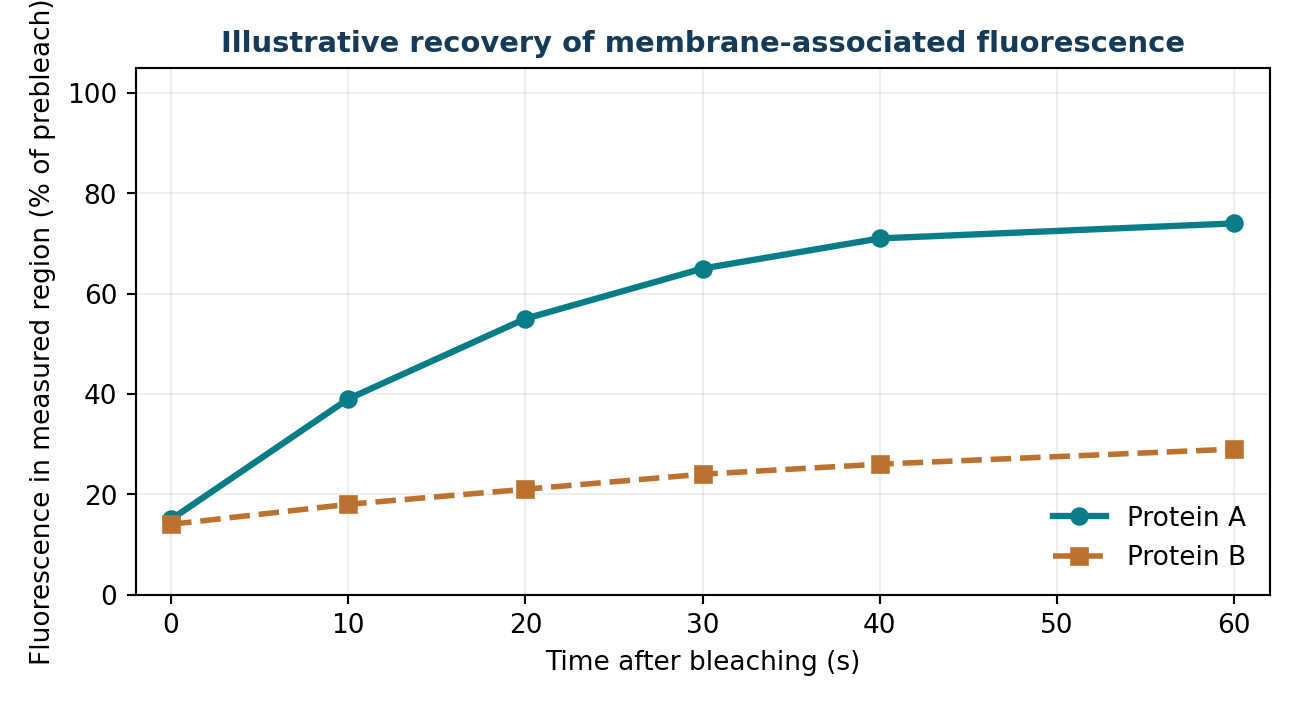 Illustrative recovery of membrane-associated fluorescence
Fluorescence in measured region (% of prebleach)
100
80
60
40
20
0
Protein A
Protein B
0 10 20 30 40 50 60
Time after bleaching (s)